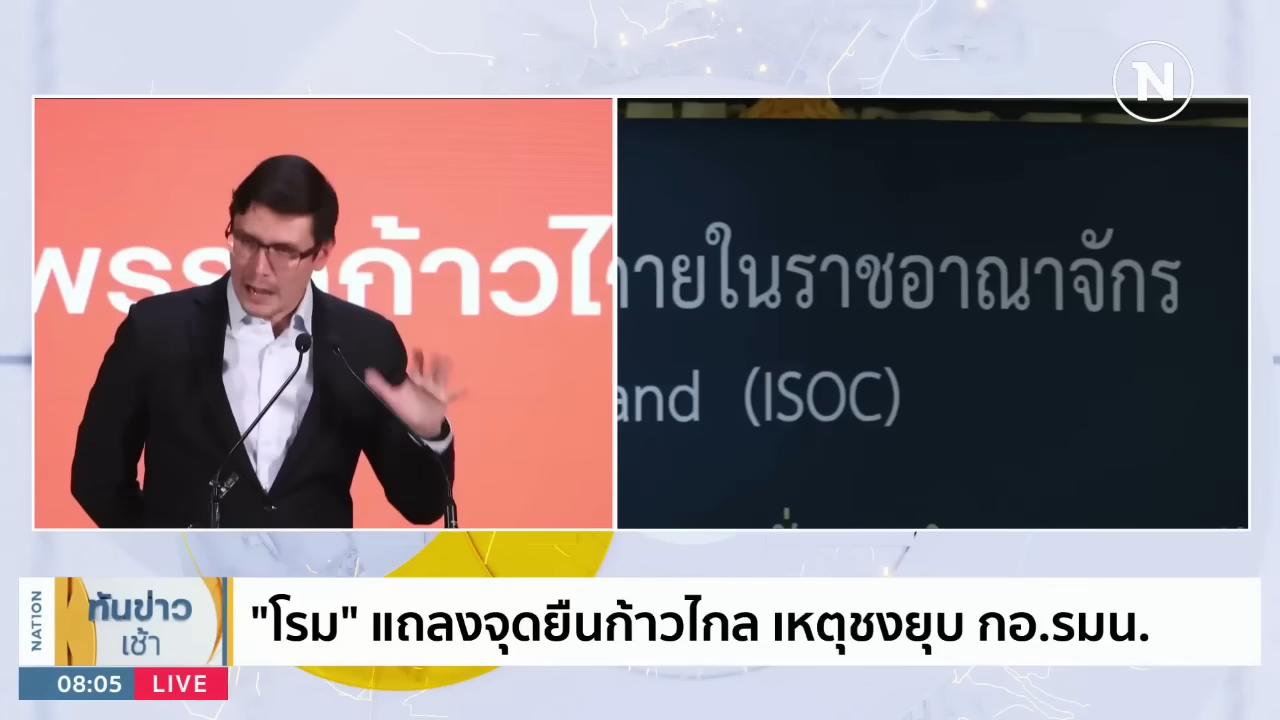 N
พรรคก้าวไก
ภายในราชอาณาจักร
and (ISOC)
NATION
ทันข่าว
เช้า
"โรม" แถลงจุดยืนก้าวไกล เหตุชงยุบ กอ.รมน.
08:05 LIVE